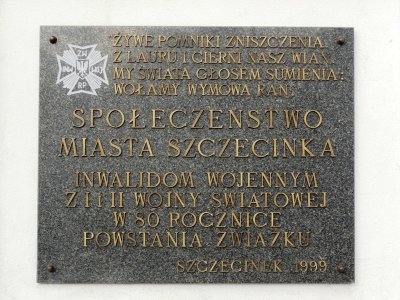 "ŻYWE POMNIKI ZNISZCZENIA,
Z LAURU I CIERNI NASZ WIAN,
MY ŚWIATA GŁOSEM SUMIENIA:
WOŁAMY WYMOWĄ RAN."
SPOŁECZEŃSTWO
MIASTA SZCZECINKA
INWALIDOM WOJENNYM
Z I I II WOJNY ŚWIATOWEJ
W 80 ROCZNICĘ
POWSTANIA ZWIĄZKU
SZCZECINEK 1999